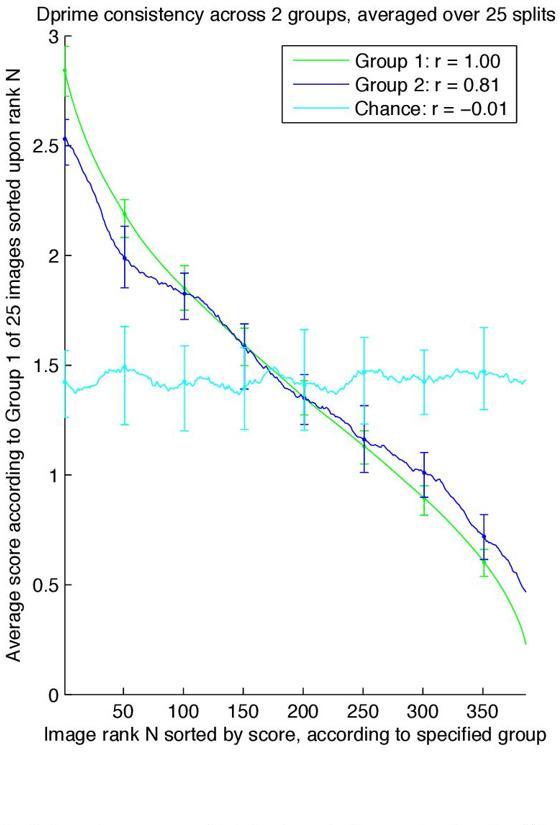 Dprime consistency across 2 groups, averaged over 25 splits
Group 1: r = 1.00
Group 2: r = 0.81
Chance: r = −0.01
Average score according to Group 1 of 25 images sorted upon rank N
3
2.5
2
1.5
1
0.5
0
50 100 150 200 250 300 350
Image rank N sorted by score, according to specified group